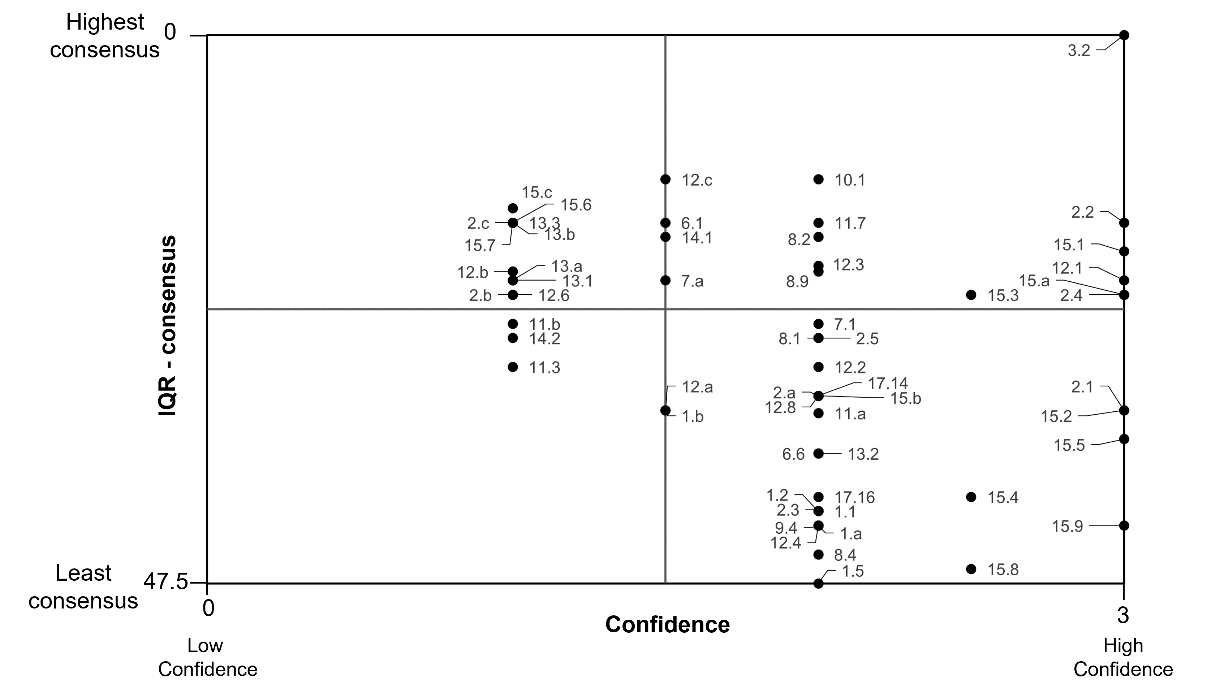 Highest
consensus
0
3.2
12.c
10.1
15.c
15.6
2.c
13.3
13.b
15.7
6.1
14.1
11.7
8.2
2.2
15.1
12.b
13.a
13.1
2.b
12.6
7.a
12.3
8.9
12.1
15.a
15.3
2.4
IQR - consensus
11.b
14.2
11.3
7.1
8.1
2.5
12.2
12.a
1.b
2.a
17.14
12.8
15.b
11.a
2.1
15.2
15.5
6.6
13.2
1.2
17.16
2.3
1.1
9.4
1.a
12.4
8.4
1.5
15.4
15.9
15.8
Least
consensus
47.5
0
3
Confidence
Low
Confidence
High
Confidence